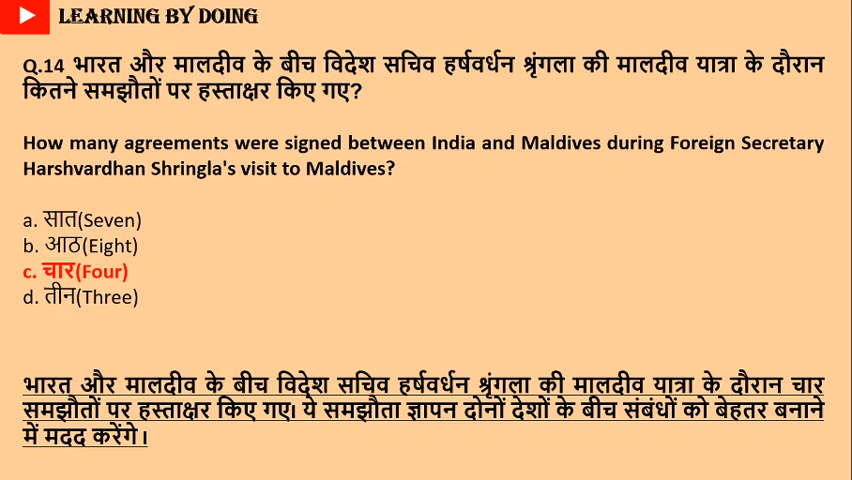 LEARNING BY DOING
Q.14 भारत और मालदीव के बीच विदेश सचिव हर्षवर्धन श्रृंगला की मालदीव यात्रा के दौरान
कितने समझौतों पर हस्ताक्षर किए गए?
How many agreements were signed between India and Maldives during Foreign Secretary
Harshvardhan Shringla's visit to Maldives?
a. सात(Seven)
b. आठ(Eight)
c. चार(Four)
d. तीन(Three)
भारत और मालदीव के बीच विदेश सचिव हर्षवर्धन श्रृंगला की मालदीव यात्रा के दौरान चार
समझौतों पर हस्ताक्षर किए गए। ये समझौता ज्ञापन दोनों देशों के बीच संबंधों को बेहतर बनाने
में मदद करेंगे।